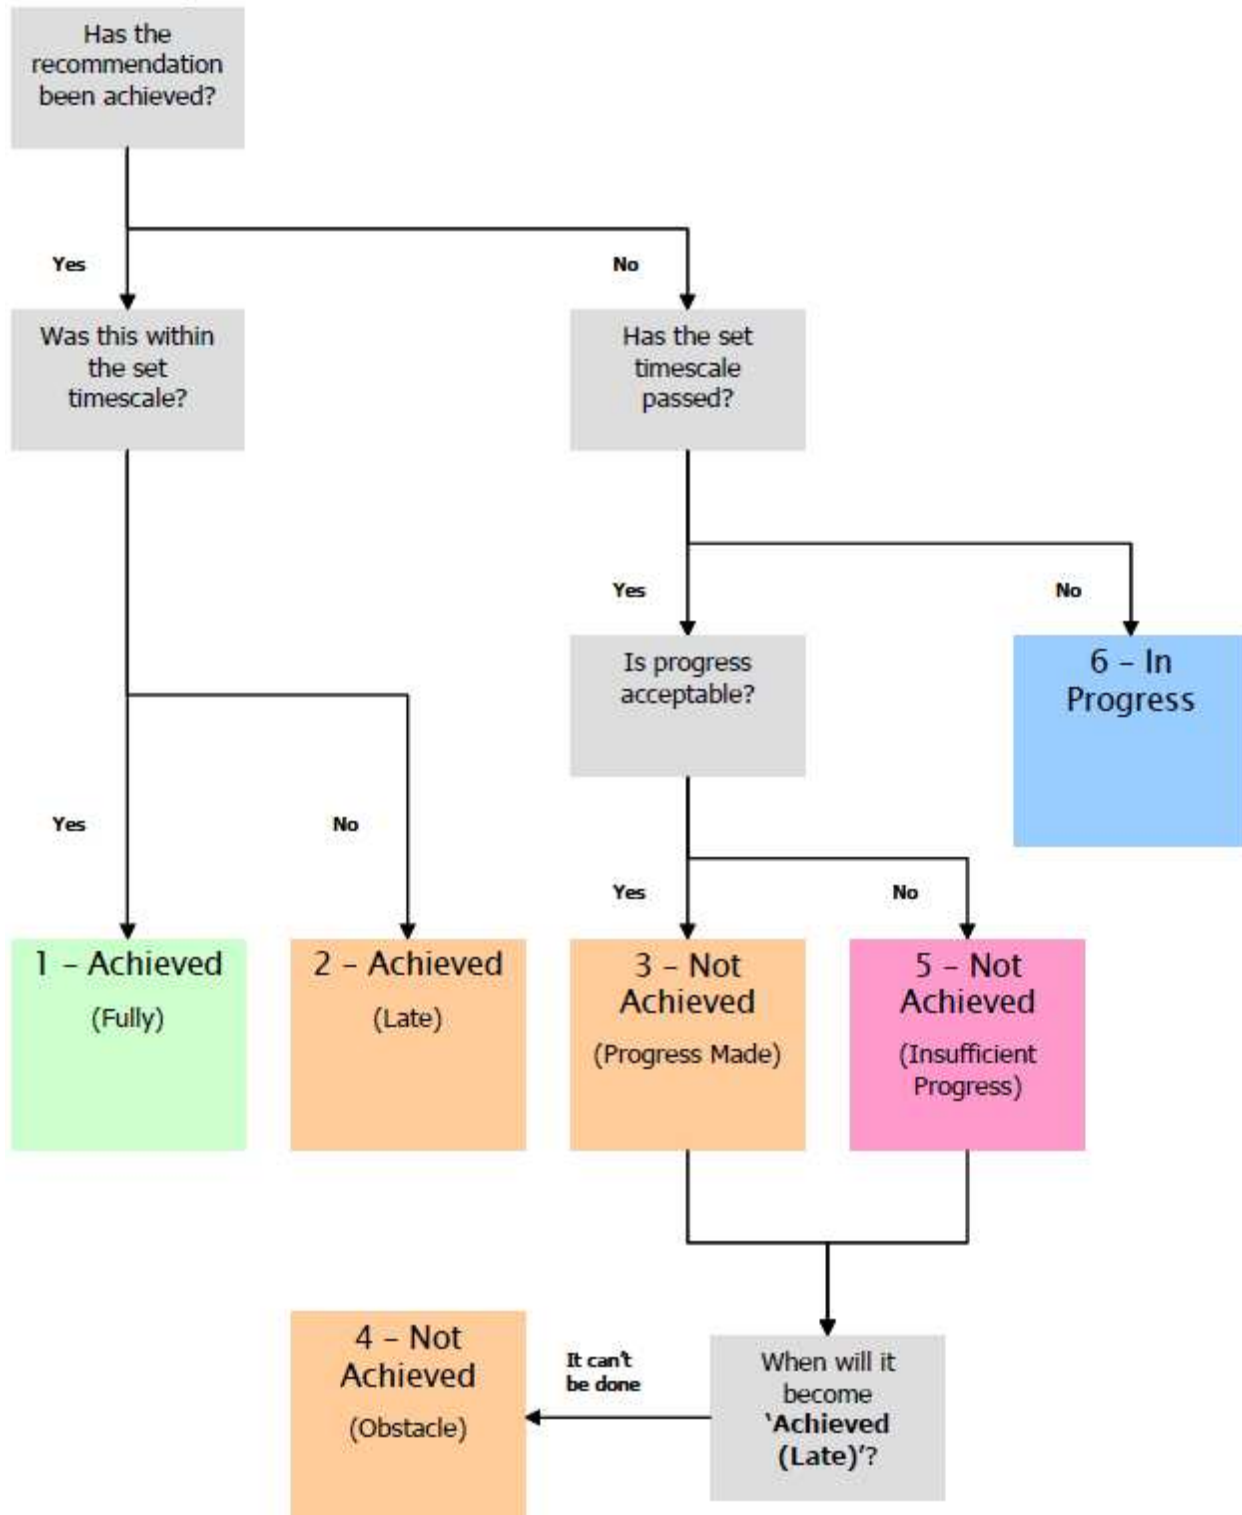 Has the
recommendation
been achieved?
Yes
No
Was this within
the set
timescale?
Has the set
timescale
passed?
Yes
No
Is progress
acceptable?
6 – In
Progress
Yes
No
Yes
No
1 – Achieved
(Fully)
2 – Achieved
(Late)
3 – Not
Achieved
(Progress Made)
5 – Not
Achieved
(Insufficient
Progress)
4 – Not
Achieved
(Obstacle)
It can't
be done
When will it
become
‘Achieved
(Late)’?